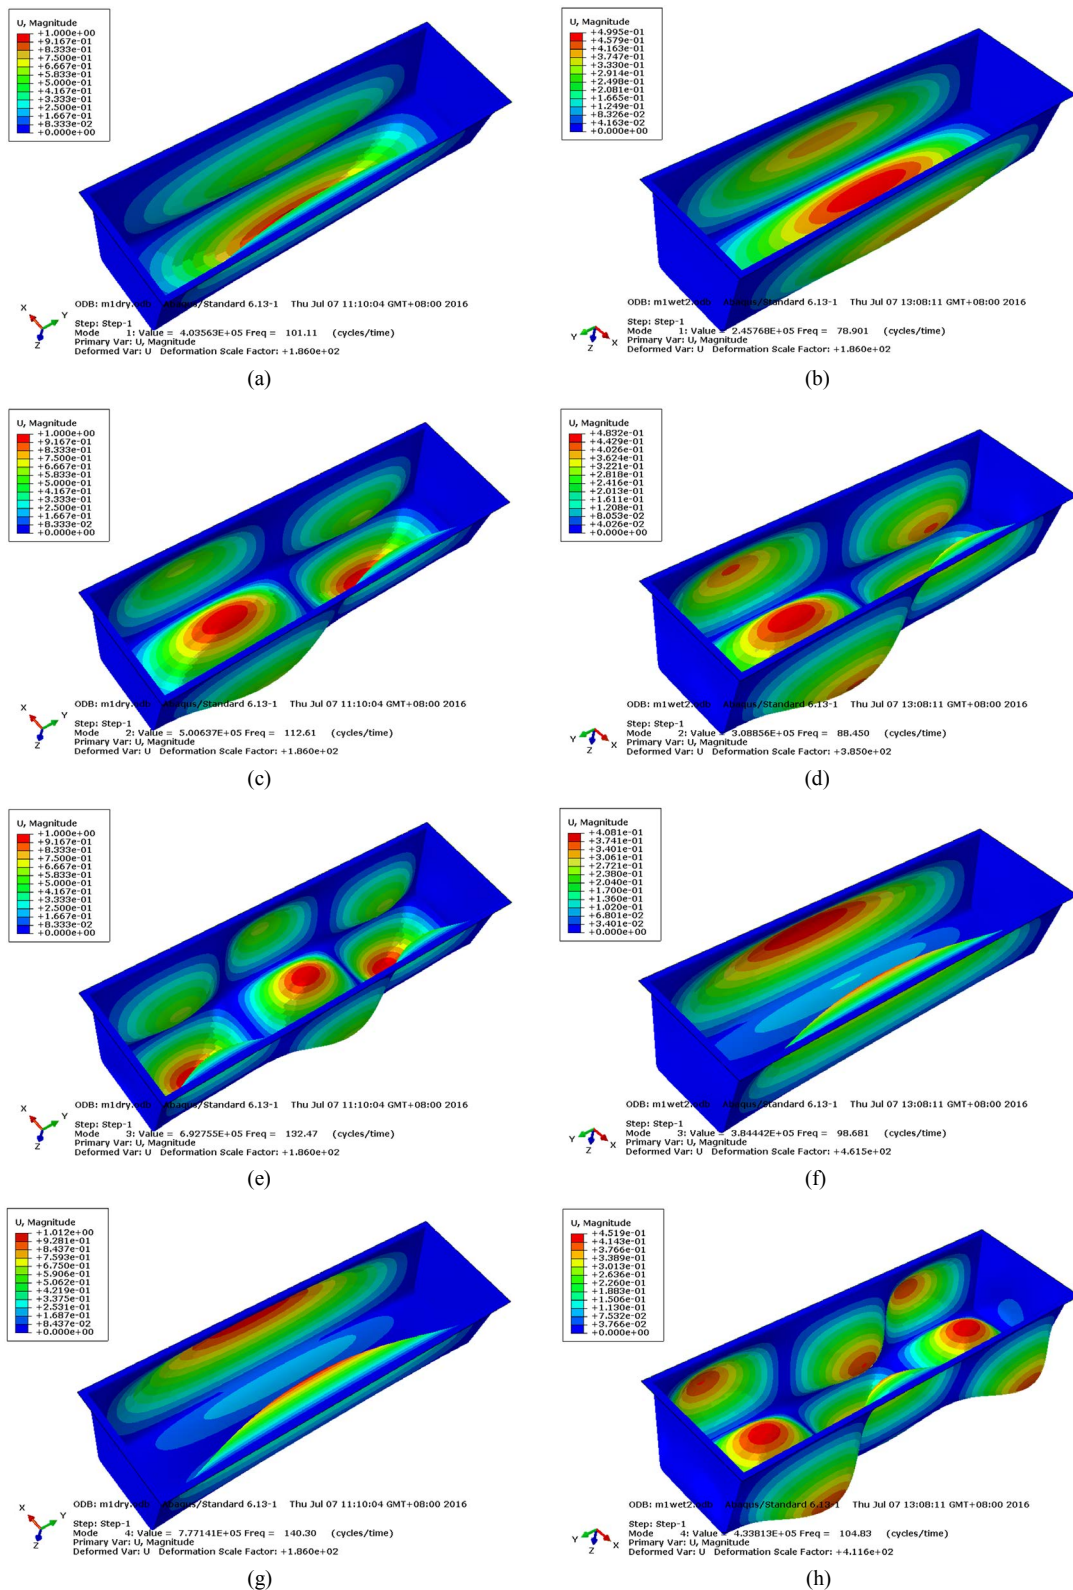 U, Magnitude
+1.000e+00
+9.167e-01
+8.333e-01
+7.500e-01
+6.667e-01
+5.833e-01
+5.000e-01
+4.167e-01
+3.333e-01
+2.500e-01
+1.667e-01
+8.333e-02
+0.000e+00
X
Y
Z
ODB: m1dry.odb Abaqus/Standard 6.13-1 Thu Jul 07 11:10:04 GMT+08:00 2016
Step: Step-1
Mode 1: Value = 4.03563E+05 Freq = 101.11 (cycles/time)
Primary Var: U, Magnitude
Deformed Var: U Deformation Scale Factor: +1.860e+02
(a)
U, Magnitude
+4.995e-01
+4.579e-01
+4.163e-01
+3.747e-01
+3.330e-01
+2.914e-01
+2.498e-01
+2.081e-01
+1.665e-01
+1.249e-01
+8.326e-02
+4.163e-02
+0.000e+00
Y
X
Z
ODB: m1wet2.odb Abaqus/Standard 6.13-1 Thu Jul 07 13:08:11 GMT+08:00 2016
Step: Step-1
Mode 1: Value = 2.45768E+05 Freq = 78.901 (cycles/time)
Primary Var: U, Magnitude
Deformed Var: U Deformation Scale Factor: +1.860e+02
(b)
U, Magnitude
+1.000e+00
+9.167e-01
+8.333e-01
+7.500e-01
+6.667e-01
+5.833e-01
+5.000e-01
+4.167e-01
+3.333e-01
+2.500e-01
+1.667e-01
+8.333e-02
+0.000e+00
X
Y
Z
ODB: m1dry.odb Abaqus/Standard 6.13-1 Thu Jul 07 11:10:04 GMT+08:00 2016
Step: Step-1
Mode 2: Value = 5.00637E+05 Freq = 112.61 (cycles/time)
Primary Var: U, Magnitude
Deformed Var: U Deformation Scale Factor: +1.860e+02
(c)
U, Magnitude
+4.832e-01
+4.429e-01
+4.026e-01
+3.624e-01
+3.221e-01
+2.818e-01
+2.416e-01
+2.013e-01
+1.611e-01
+1.208e-01
+8.053e-02
+4.026e-02
+0.000e+00
Y
X
Z
ODB: m1wet2.odb Abaqus/Standard 6.13-1 Thu Jul 07 13:08:11 GMT+08:00 2016
Step: Step-1
Mode 2: Value = 3.08856E+05 Freq = 88.450 (cycles/time)
Primary Var: U, Magnitude
Deformed Var: U Deformation Scale Factor: +3.850e+02
(d)
U, Magnitude
+1.000e+00
+9.167e-01
+8.333e-01
+7.500e-01
+6.667e-01
+5.833e-01
+5.000e-01
+4.167e-01
+3.333e-01
+2.500e-01
+1.667e-01
+8.333e-02
+0.000e+00
X
Y
Z
ODB: m1dry.odb Abaqus/Standard 6.13-1 Thu Jul 07 11:10:04 GMT+08:00 2016
Step: Step-1
Mode 3: Value = 6.92755E+05 Freq = 132.47 (cycles/time)
Primary Var: U, Magnitude
Deformed Var: U Deformation Scale Factor: +1.860e+02
(e)
U, Magnitude
+4.081e-01
+3.741e-01
+3.401e-01
+3.061e-01
+2.721e-01
+2.380e-01
+2.040e-01
+1.700e-01
+1.360e-01
+1.020e-01
+6.801e-02
+3.401e-02
+0.000e+00
Y
X
Z
ODB: m1wet2.odb Abaqus/Standard 6.13-1 Thu Jul 07 13:08:11 GMT+08:00 2016
Step: Step-1
Mode 3: Value = 3.84442E+05 Freq = 98.681 (cycles/time)
Primary Var: U, Magnitude
Deformed Var: U Deformation Scale Factor: +4.615e+02
(f)
U, Magnitude
+1.012e+00
+9.281e-01
+8.437e-01
+7.593e-01
+6.750e-01
+5.906e-01
+5.062e-01
+4.219e-01
+3.375e-01
+2.531e-01
+1.687e-01
+8.437e-02
+0.000e+00
X
Y
Z
ODB: m1dry.odb Abaqus/Standard 6.13-1 Thu Jul 07 11:10:04 GMT+08:00 2016
Step: Step-1
Mode 4: Value = 7.77141E+05 Freq = 140.30 (cycles/time)
Primary Var: U, Magnitude
Deformed Var: U Deformation Scale Factor: +1.860e+02
(g)
U, Magnitude
+4.519e-01
+4.143e-01
+3.766e-01
+3.389e-01
+3.013e-01
+2.636e-01
+2.260e-01
+1.883e-01
+1.506e-01
+1.130e-01
+7.532e-02
+3.766e-02
+0.000e+00
Y
X
Z
ODB: m1wet2.odb Abaqus/Standard 6.13-1 Thu Jul 07 13:08:11 GMT+08:00 2016
Step: Step-1
Mode 4: Value = 4.33813E+05 Freq = 104.83 (cycles/time)
Primary Var: U, Magnitude
Deformed Var: U Deformation Scale Factor: +4.116e+02
(h)